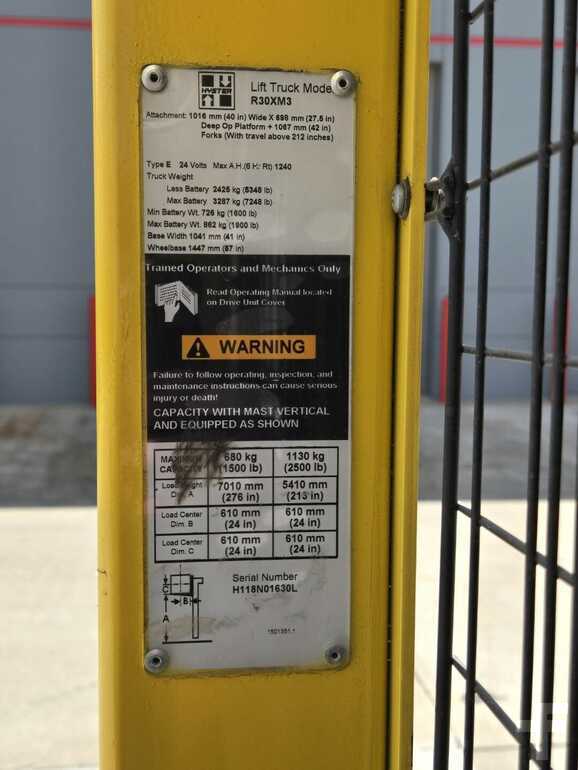 HYSTER
Lift Truck Mode
R30XM3
Attachment: 1016 mm (40 in) Wide X 698 mm (27.5 in)
Deep Op Platform + 1067 mm (42 in)
Forks (With travel above 212 inches)
Type E 24 Volts Max A.H.(6 Hr Rt) 1240
Truck Weight
Less Battery 2425 kg (5348 lb)
Max Battery 3287 kg (7248 lb)
Min Battery Wt. 726 kg (1600 lb)
Max Battery Wt. 862 kg (1900 lb)
Base Width 1041 mm (41 in)
Wheelbase 1447 mm (57 in)
Trained Operators and Mechanics Only
Read Operating Manual located
on Drive Unit Cover
WARNING
Failure to follow operating, inspection, and
maintenance instructions can cause serious
injury or death!
CAPACITY WITH MAST VERTICAL
AND EQUIPPED AS SHOWN
MAXIMUM CAPACITY 680 kg (1500 lb) 1130 kg (2500 lb)
Load Height Dim. A 7010 mm (276 in) 5410 mm (213 in)
Load Center Dim. B 610 mm (24 in) 610 mm (24 in)
Load Center Dim. C 610 mm (24 in) 610 mm (24 in)
C
B
A
Serial Number
H118N01630L
1501351.1